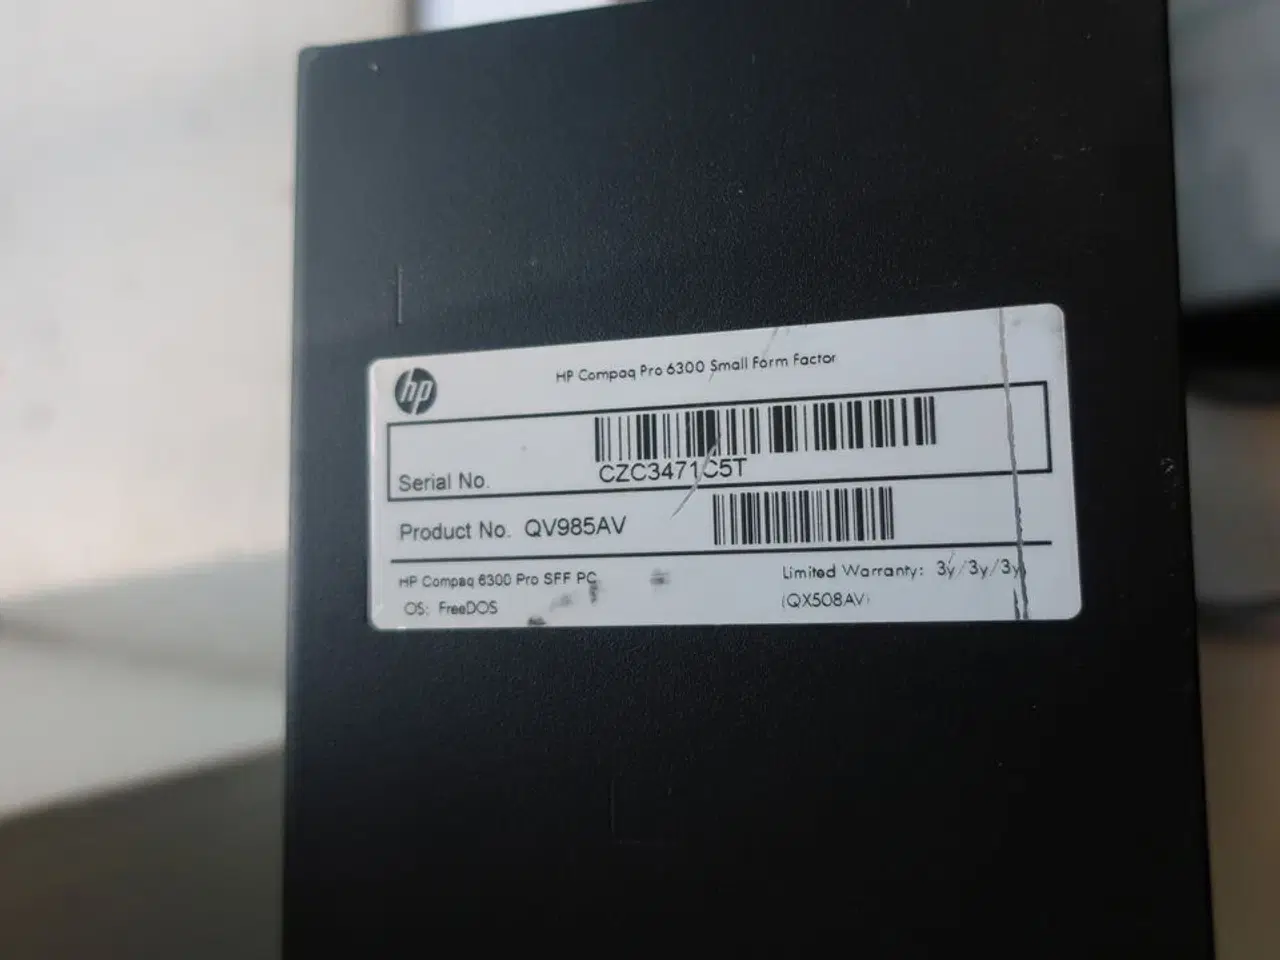 hp
HP Compaq Pro 6300 Small Form Factor
Serial No. CZC3471C5T
Product No. QV985AV
HP Compaq 6300 Pro SFF PC
OS: FreeDOS
Limited Warranty: 3y/3y/3y
(QX508AV)